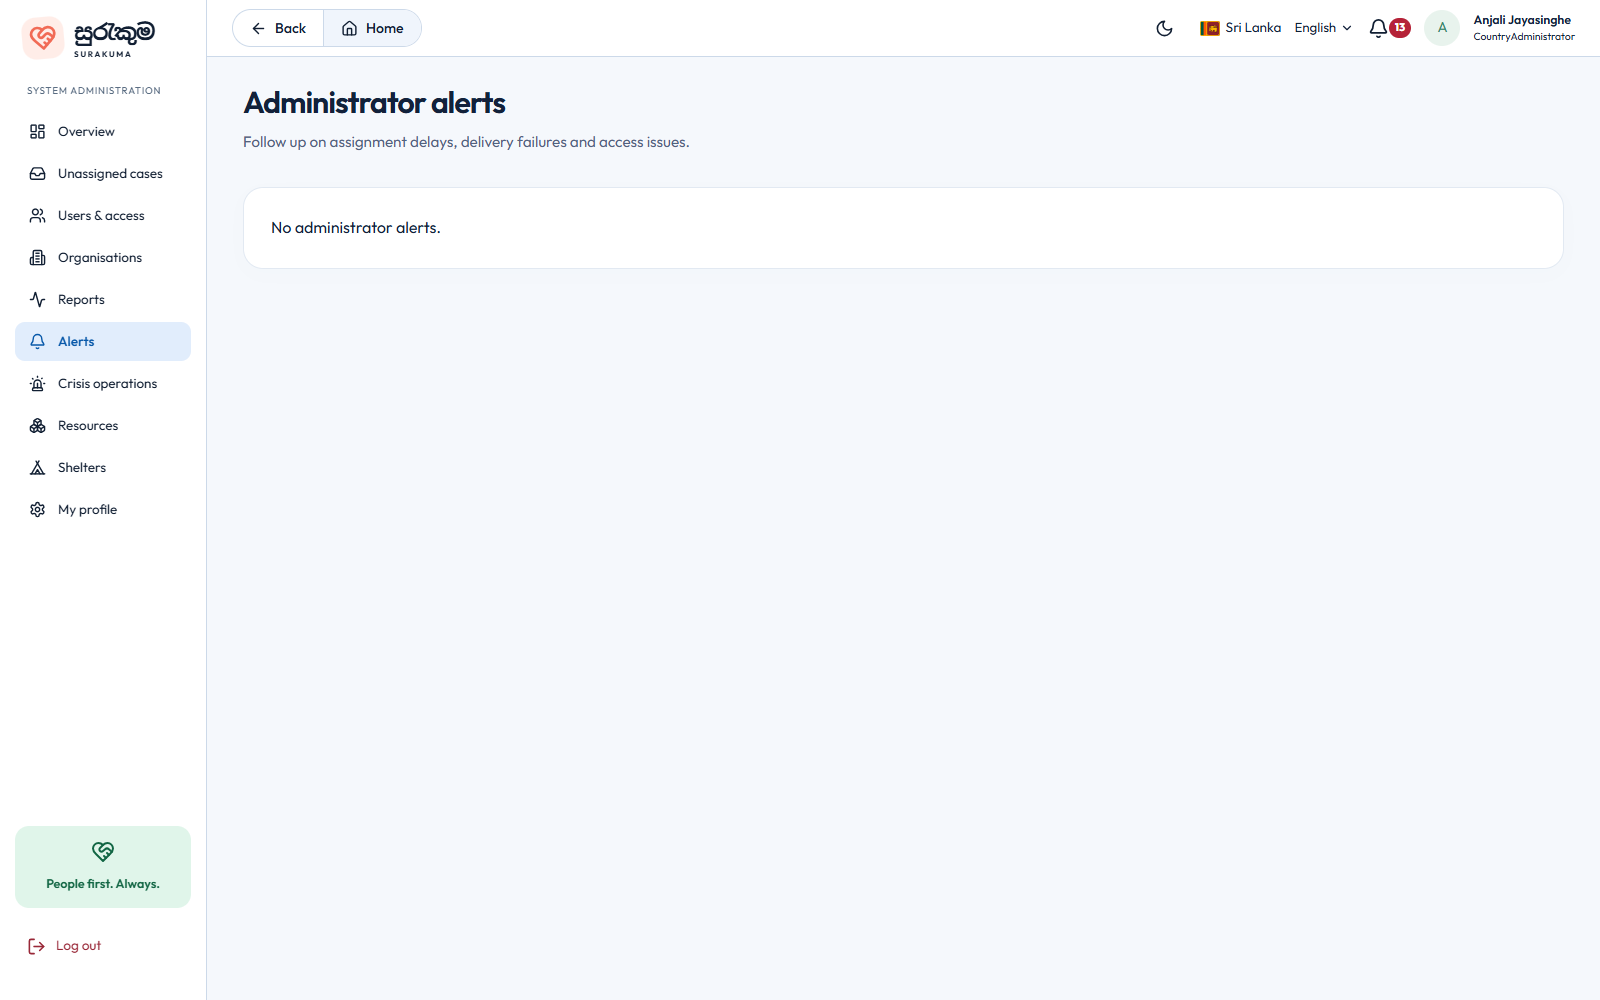 සුරැකුම
SURAKUMA
SYSTEM ADMINISTRATION
Overview
Unassigned cases
Users & access
Organisations
Reports
Alerts
Crisis operations
Resources
Shelters
My profile
People first. Always.
Log out
Back
Home
Sri Lanka
English
13
A
Anjali Jayasinghe
CountryAdministrator
Administrator alerts
Follow up on assignment delays, delivery failures and access issues.
No administrator alerts.